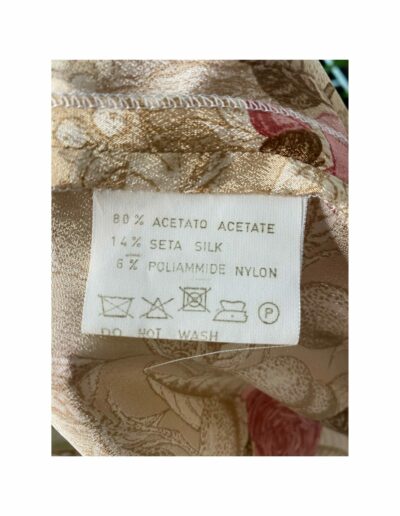 80% ACETATO ACETATE
14% SETA SILK
6% POLIAMMIDE NYLON
P
DO NOT WASH